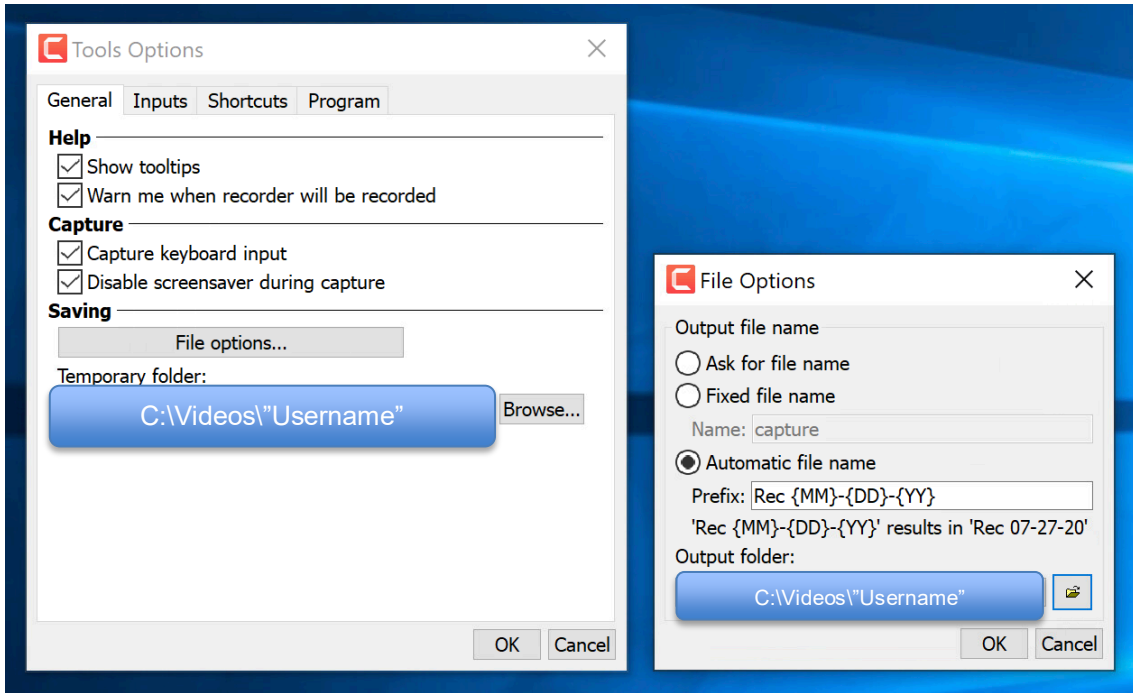 Tools Options
General Inputs Shortcuts Program
Help
Show tooltips
Warn me when recorder will be recorded
Capture
Capture keyboard input
Disable screensaver during capture
Saving
File options...
Temporary folder:
C:\Videos\”Username”
Browse...
OK Cancel
File Options
Output file name
Ask for file name
Fixed file name
Name: capture
Automatic file name
Prefix: Rec {MM}-{DD}-{YY}
'Rec {MM}-{DD}-{YY}' results in 'Rec 07-27-20'
Output folder:
C:\Videos\”Username”
OK Cancel